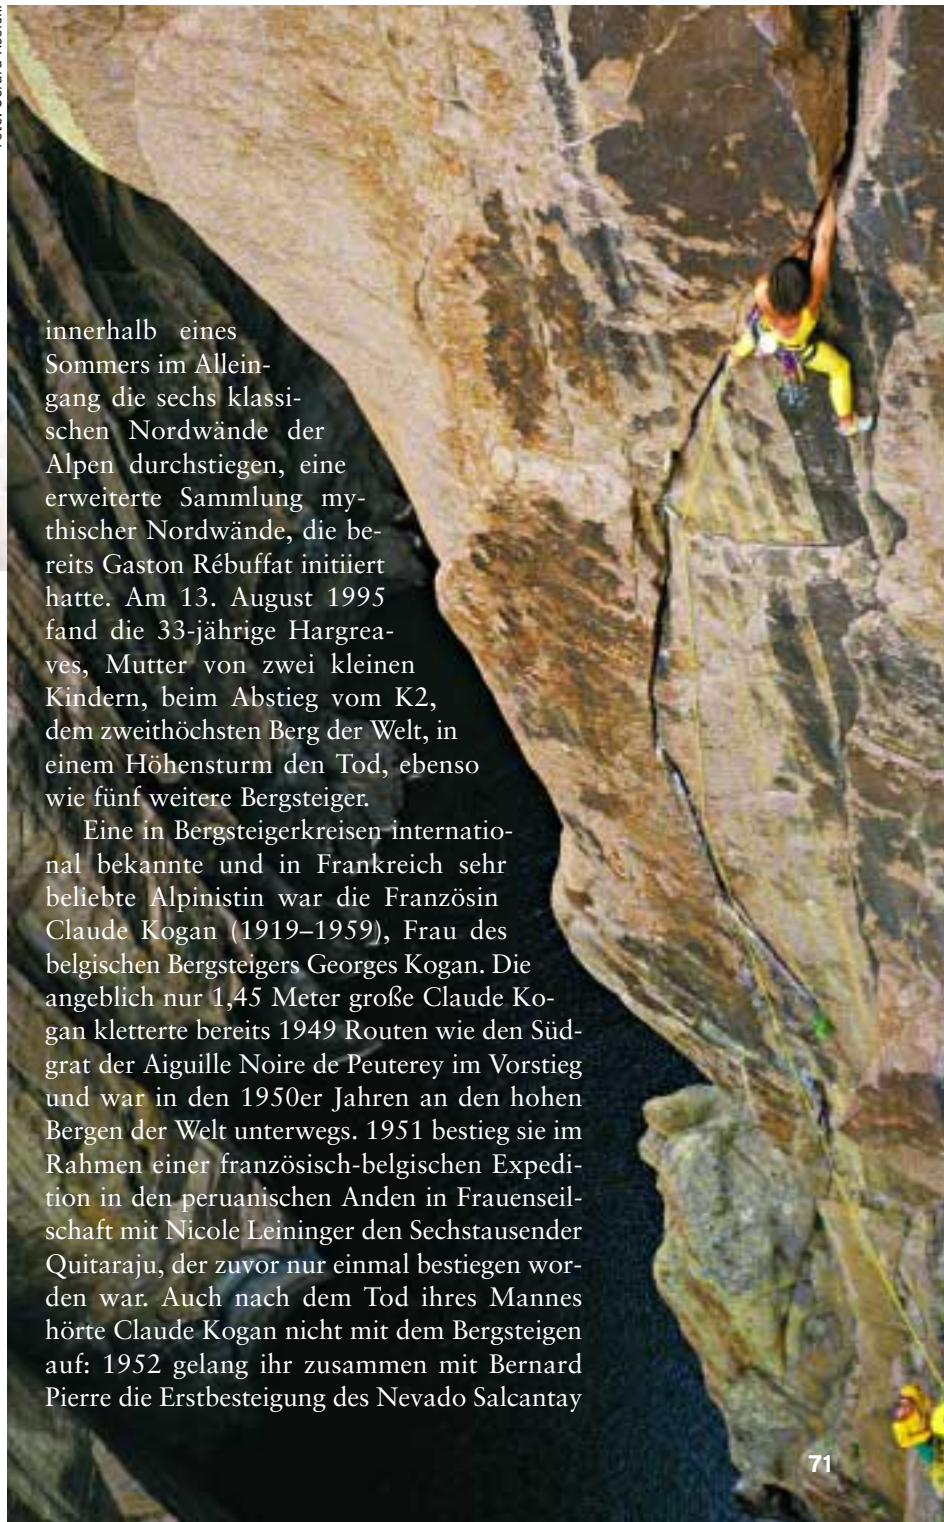 innerhalb eines
Sommers im Allein-
gang die sechs klassi-
schen Nordwände der
Alpen durchstiegen, eine
erweiterte Sammlung my-
thischer Nordwände, die be-
reits Gaston Rébuffat initiiert
hatte. Am 13. August 1995
fand die 33-jährige Hargrea-
ves, Mutter von zwei kleinen
Kindern, beim Abstieg vom K2,
dem zweithöchsten Berg der Welt, in
einem Höhensturm den Tod, ebenso
wie fünf weitere Bergsteiger.
Eine in Bergsteigerkreisen internatio-
nal bekannte und in Frankreich sehr
beliebte Alpinistin war die Französin
Claude Kogan (1919–1959), Frau des
belgischen Bergsteigers Georges Kogan. Die
angeblich nur 1,45 Meter große Claude Ko-
gan kletterte bereits 1949 Routen wie den Süd-
grat der Aiguille Noire de Peuterey im Vorstieg
und war in den 1950er Jahren an den hohen
Bergen der Welt unterwegs. 1951 bestieg sie im
Rahmen einer französisch-belgischen Expedi-
tion in den peruanischen Anden in Frauenseil-
schaft mit Nicole Leininger den Sechstausender
Quitaraju, der zuvor nur einmal bestiegen wor-
den war. Auch nach dem Tod ihres Mannes
hörte Claude Kogan nicht mit dem Bergsteigen
auf: 1952 gelang ihr zusammen mit Bernard
Pierre die Erstbesteigung des Nevado Salcantay
71